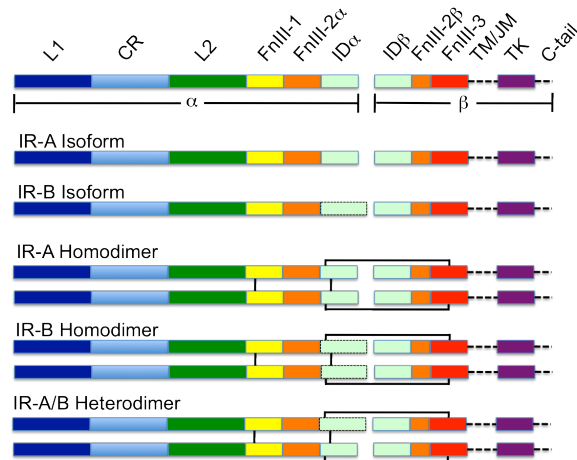 L1 CR L2 FnIII-1 FnIII-2α IDα IDβ FnIII-2β FnIII-3 TM/JM TK C-tail
α β
IR-A Isoform
IR-B Isoform
IR-A Homodimer
IR-B Homodimer
IR-A/B Heterodimer